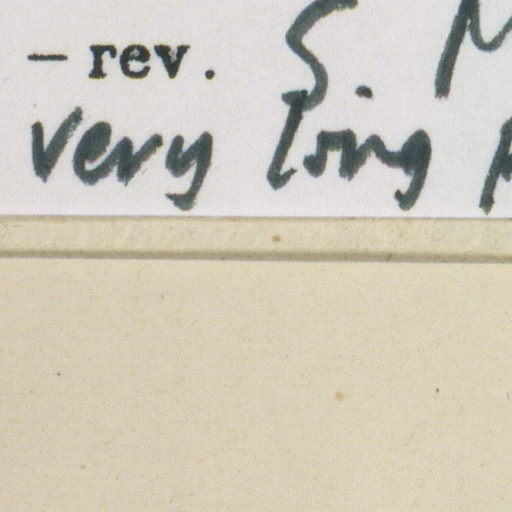 – rev. S. M
very long